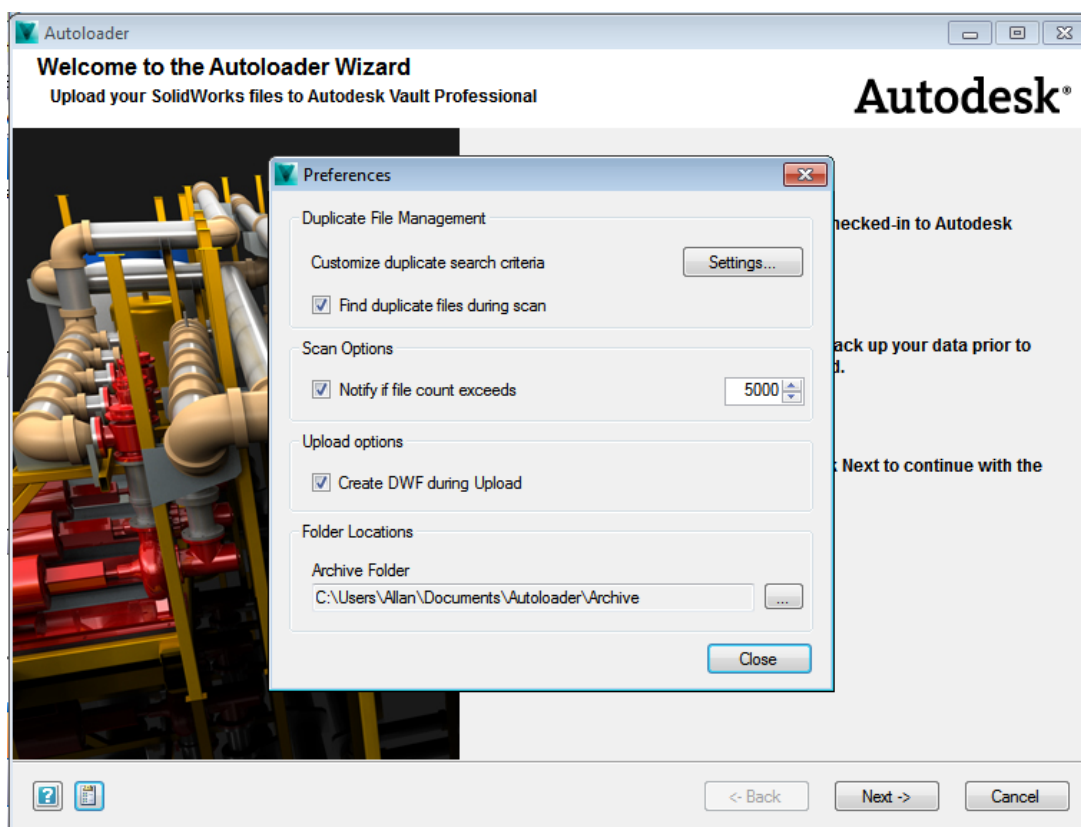 Autoloader
Welcome to the Autoloader Wizard
Upload your SolidWorks files to Autodesk Vault Professional
Autodesk®
Preferences
Duplicate File Management
Customize duplicate search criteria
Settings...
Find duplicate files during scan
Scan Options
Notify if file count exceeds
5000
Upload options
Create DWF during Upload
Folder Locations
Archive Folder
C:\Users\Allan\Documents\Autoloader\Archive
...
Close
hecked-in to Autodesk
ack up your data prior to
d.
Next to continue with the
<- Back
Next ->
Cancel